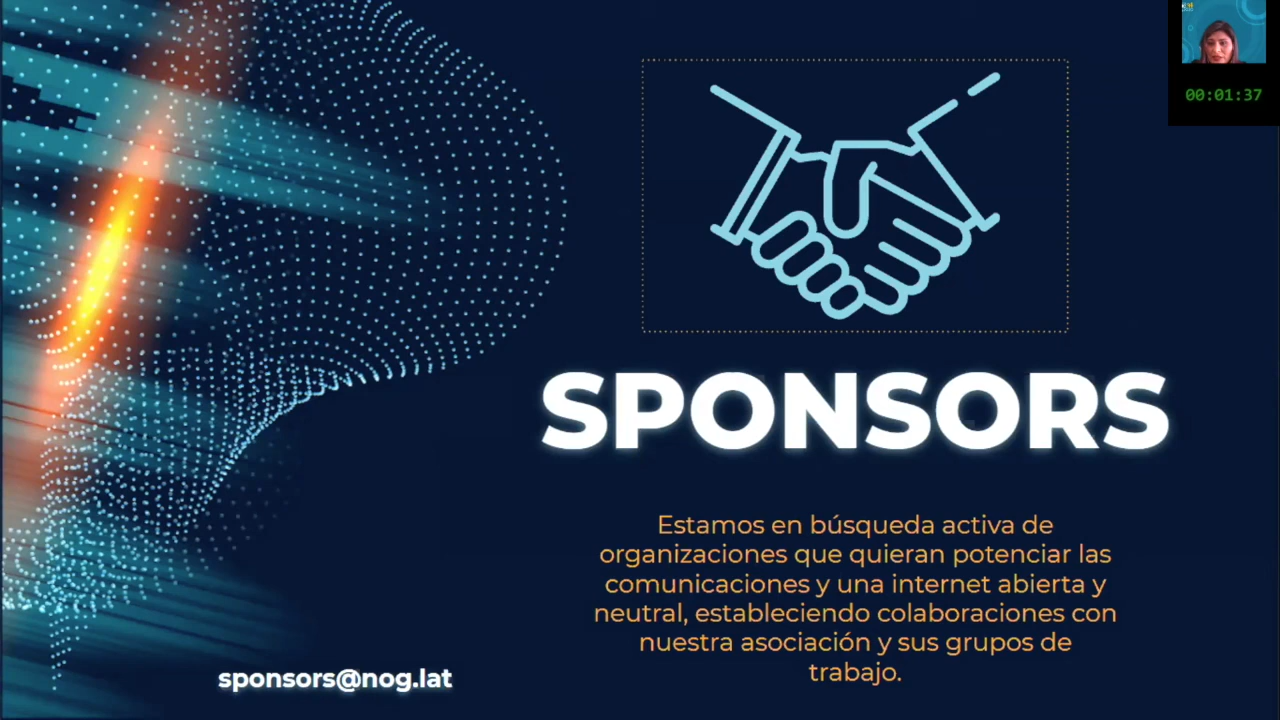 00:01:37
SPONSORS
Estamos en búsqueda activa de
organizaciones que quieran potenciar las
comunicaciones y una internet abierta y
neutral, estableciendo colaboraciones con
nuestra asociación y sus grupos de
trabajo.
sponsors@nog.lat